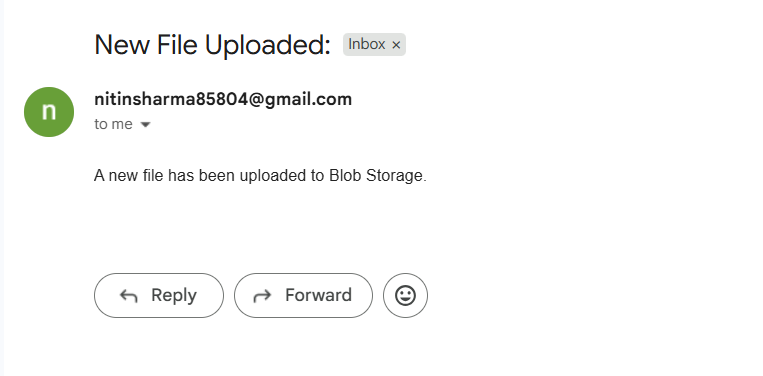 New File Uploaded: Inbox ×
n
nitinsharma85804@gmail.com
to me
A new file has been uploaded to Blob Storage.
Reply Forward